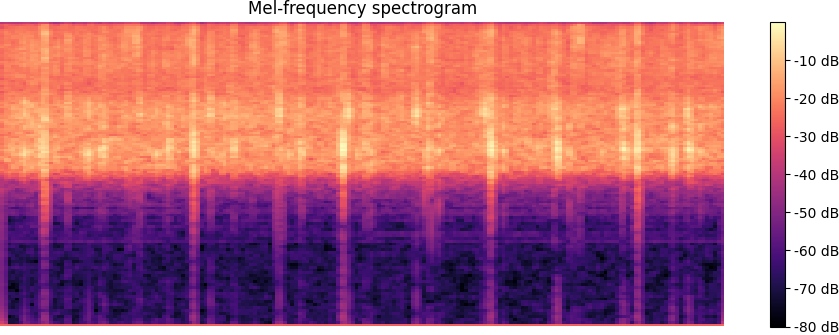 Mel-frequency spectrogram
-10 dB
-20 dB
-30 dB
-40 dB
-50 dB
-60 dB
-70 dB
-80 dB